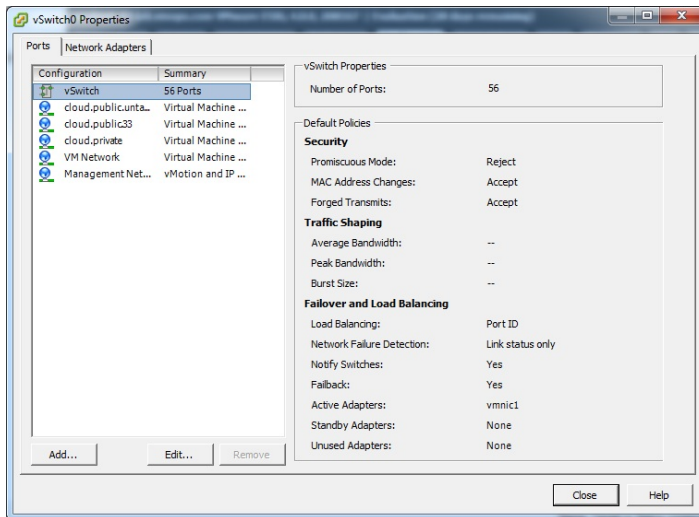 vSwitch0 Properties
Ports Network Adapters
Configuration Summary
vSwitch 56 Ports
cloud.public.unta... Virtual Machine ...
cloud.public.33 Virtual Machine ...
cloud.private Virtual Machine ...
VM Network Virtual Machine ...
Management Net... vMotion and IP ...
Add... Edit... Remove
vSwitch Properties
Number of Ports: 56
Default Policies
Security
Promiscuous Mode: Reject
MAC Address Changes: Accept
Forged Transmits: Accept
Traffic Shaping
Average Bandwidth: --
Peak Bandwidth: --
Burst Size: --
Failover and Load Balancing
Load Balancing: Port ID
Network Failure Detection: Link status only
Notify Switches: Yes
Failback: Yes
Active Adapters: vmnic1
Standby Adapters: None
Unused Adapters: None
Close Help